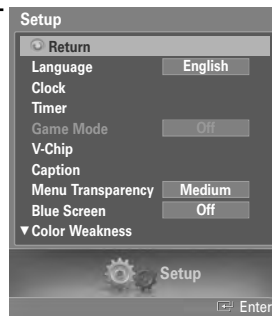 Setup
Return
Language English
Clock
Timer
Game Mode Off
V-Chip
Caption
Menu Transparency Medium
Blue Screen Off
▼Color Weakness
Setup
Enter